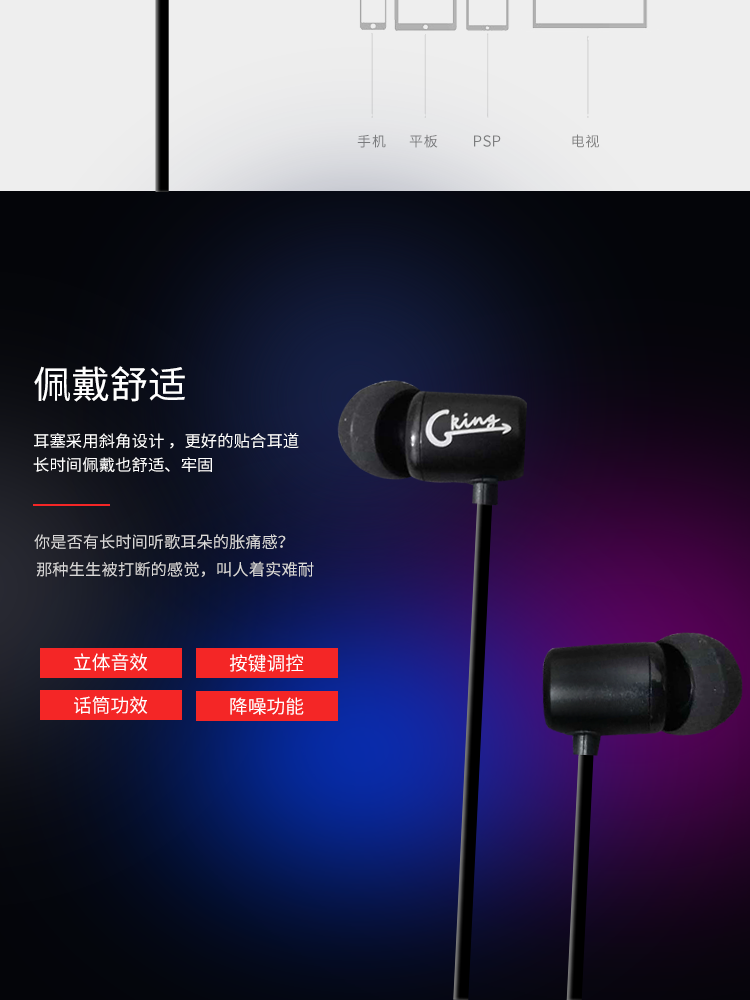 手机 平板 PSP 电视
佩戴舒适
耳塞采用斜角设计，更好的贴合耳道
长时间佩戴也舒适、牢固
Gking
你是否有长时间听歌耳朵的胀痛感?
那种生生被打断的感觉，叫人着实难耐
立体音效 按键调控
话筒功效 降噪功能